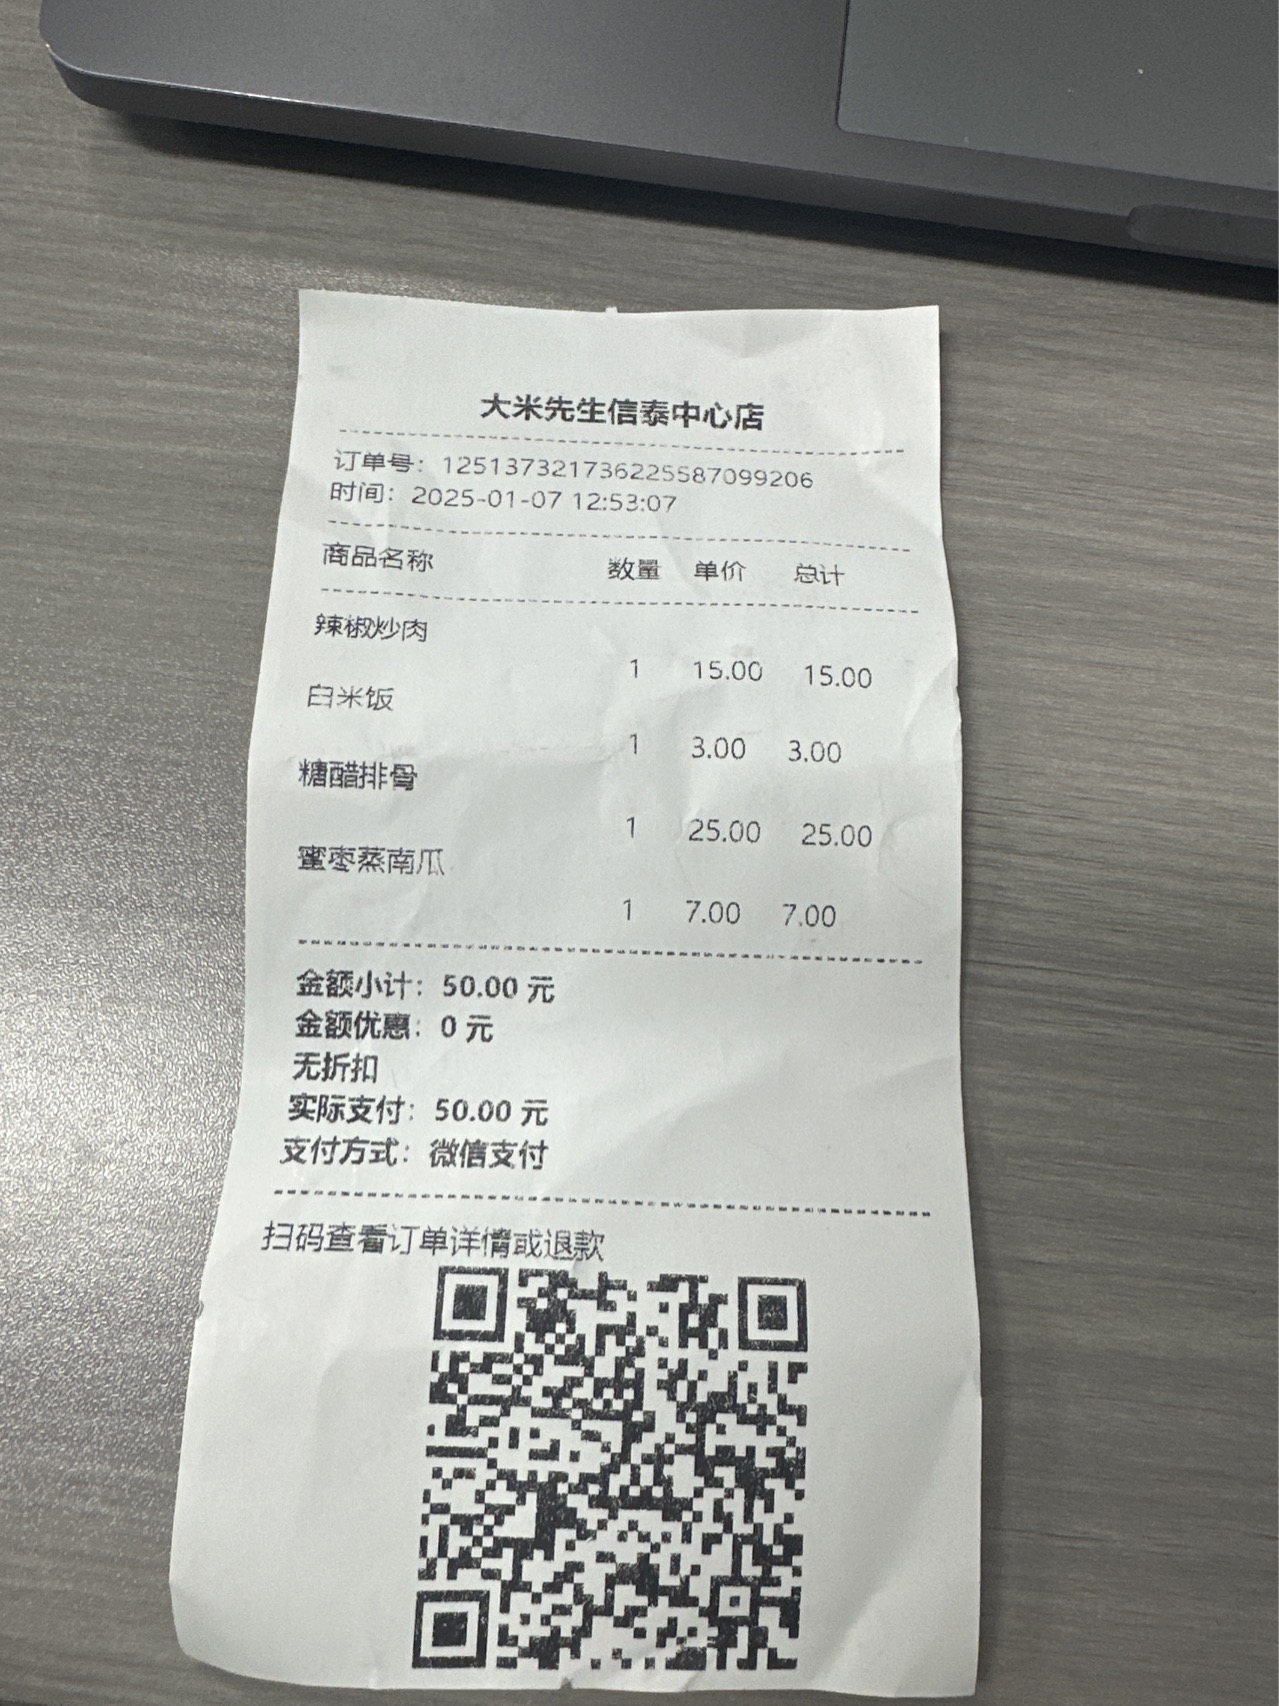 大米先生信泰中心店
订单号：125137321736225587099206
时间：2025-01-07 12:53:07
商品名称 数量 单价 总计
辣椒炒肉
1 15.00 15.00
白米饭
1 3.00 3.00
糖醋排骨
1 25.00 25.00
蜜枣蒸南瓜
1 7.00 7.00
金额小计：50.00 元
金额优惠：0 元
无折扣
实际支付：50.00 元
支付方式：微信支付
扫码查看订单详情或退款